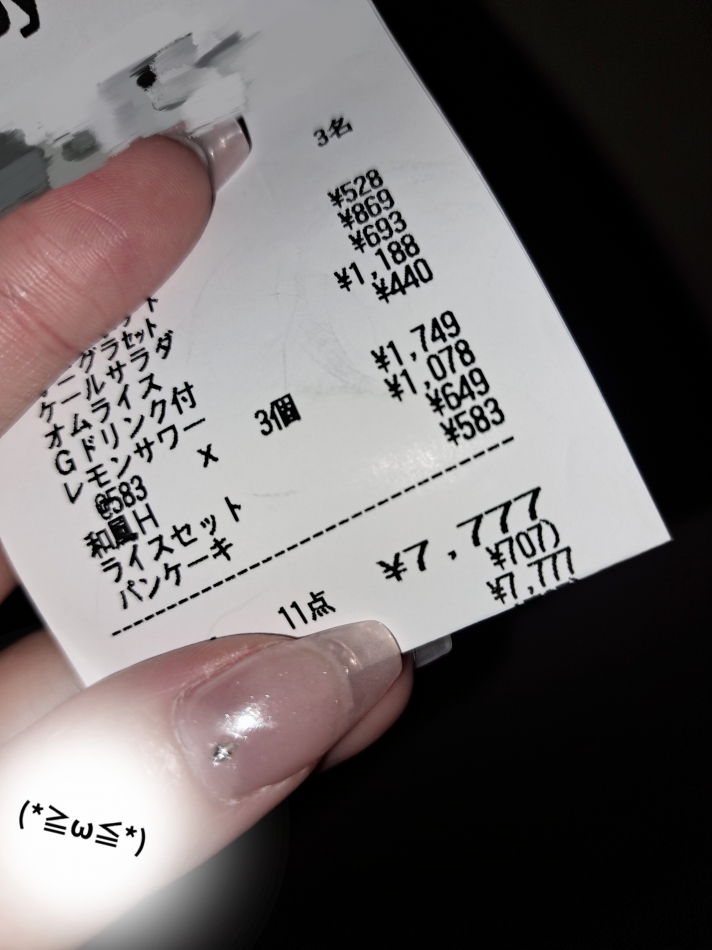 3名
¥528
¥869
¥693
グラセット ¥1,188
ケールサラダ ¥440
オムライス
Gドリンク付
レモンサワー
@583 x 3個 ¥1,749
和風H ¥1,078
ライスセット ¥649
パンケーキ ¥583
11点 ¥7,777
¥707)
¥7,777
(*≧ω≦*)